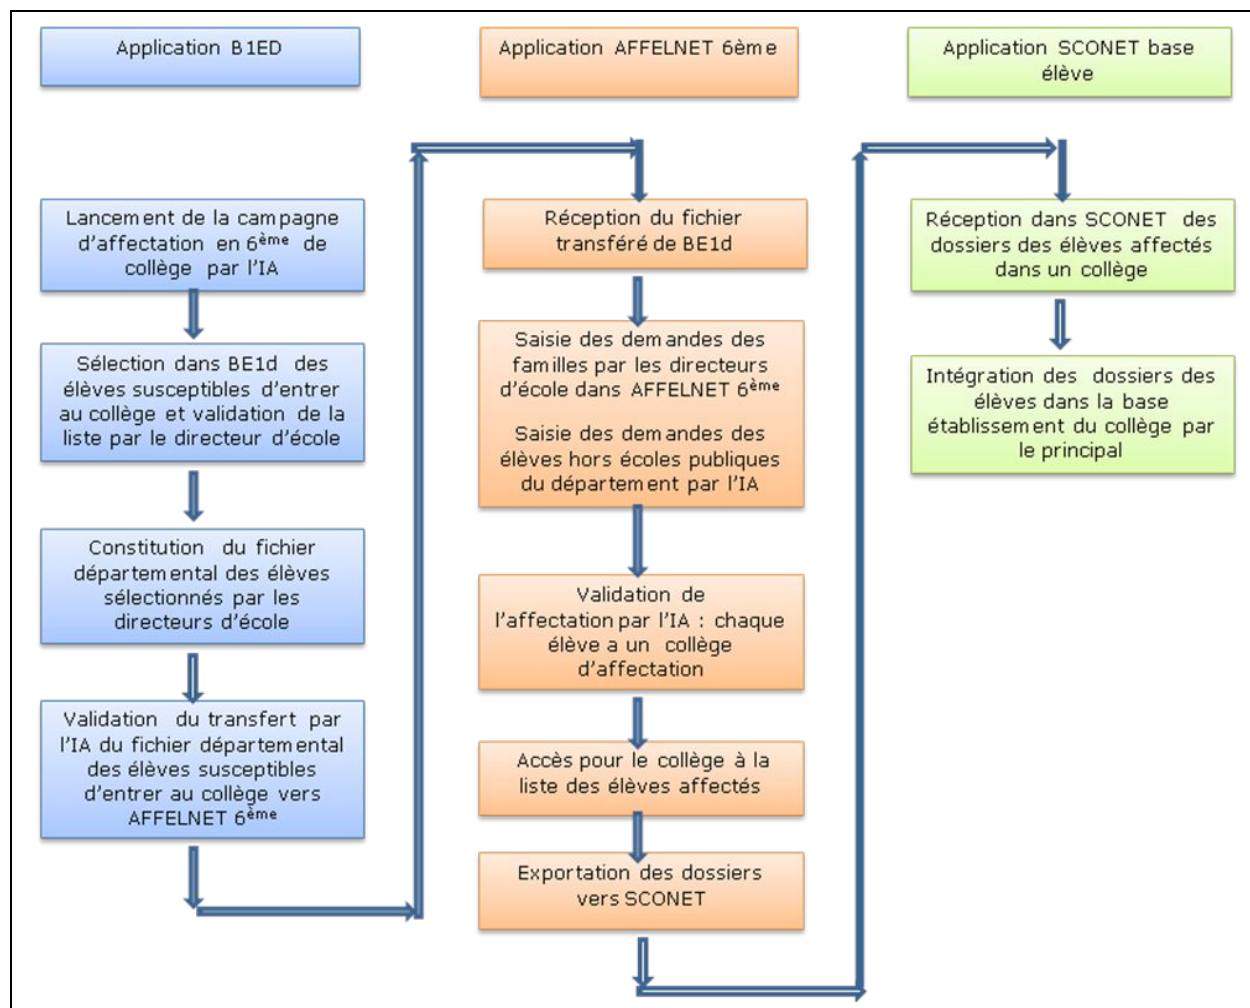 Application B1ED
Lancement de la campagne
d'affectation en 6ème de
collège par l'IA
Sélection dans BE1d des
élèves susceptibles d'entrer
au collège et validation de la
liste par le directeur d'école
Constitution du fichier
départemental des élèves
sélectionnés par les
directeurs d'école
Validation du transfert par
l'IA du fichier départemental
des élèves susceptibles
d'entrer au collège vers
AFFELNET 6ème
Application AFFELNET 6ème
Réception du fichier
transféré de BE1d
Saisie des demandes des
familles par les directeurs
d'école dans AFFELNET 6ème
Saisie des demandes des
élèves hors écoles publiques
du département par l'IA
Validation de
l'affectation par l'IA : chaque
élève a un collège
d'affectation
Accès pour le collège à la
liste des élèves affectés
Exportation des dossiers
vers SCONET
Application SCONET base
élève
Réception dans SCONET des
dossiers des élèves affectés
dans un collège
Intégration des dossiers des
élèves dans la base
établissement du collège par
le principal